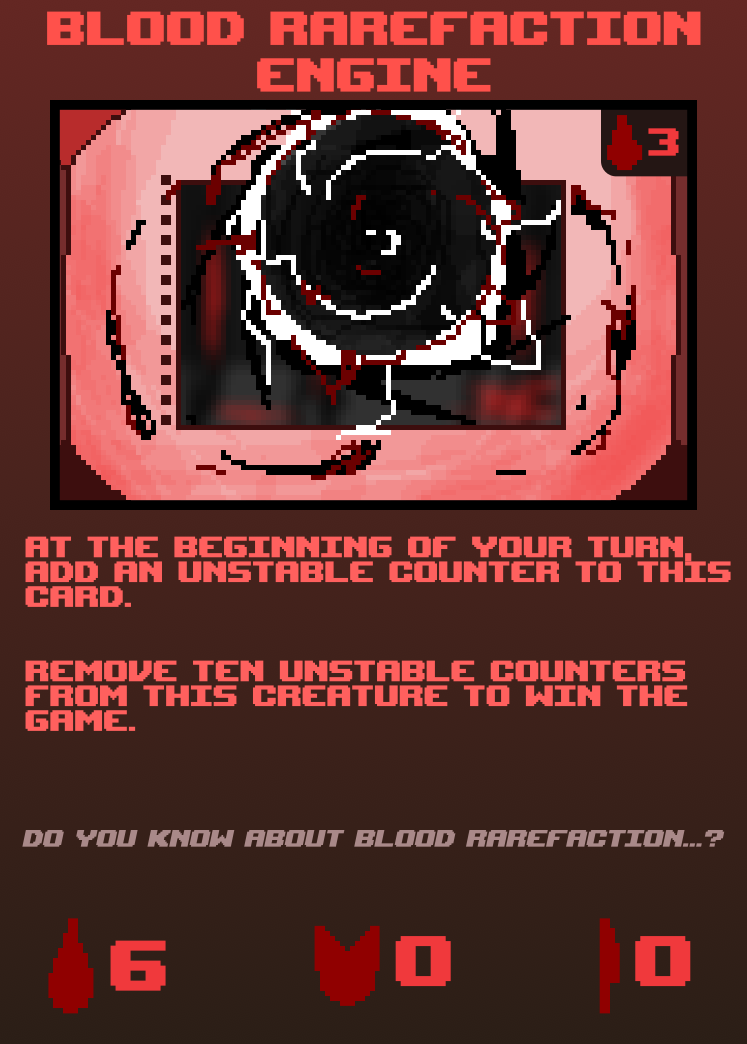 BLOOD RAREFACTION
ENGINE
3
AT THE BEGINNING OF YOUR TURN,
ADD AN UNSTABLE COUNTER TO THIS
CARD.
REMOVE TEN UNSTABLE COUNTERS
FROM THIS CREATURE TO WIN THE
GAME.
DO YOU KNOW ABOUT BLOOD RAREFACTION...?
6 0 0